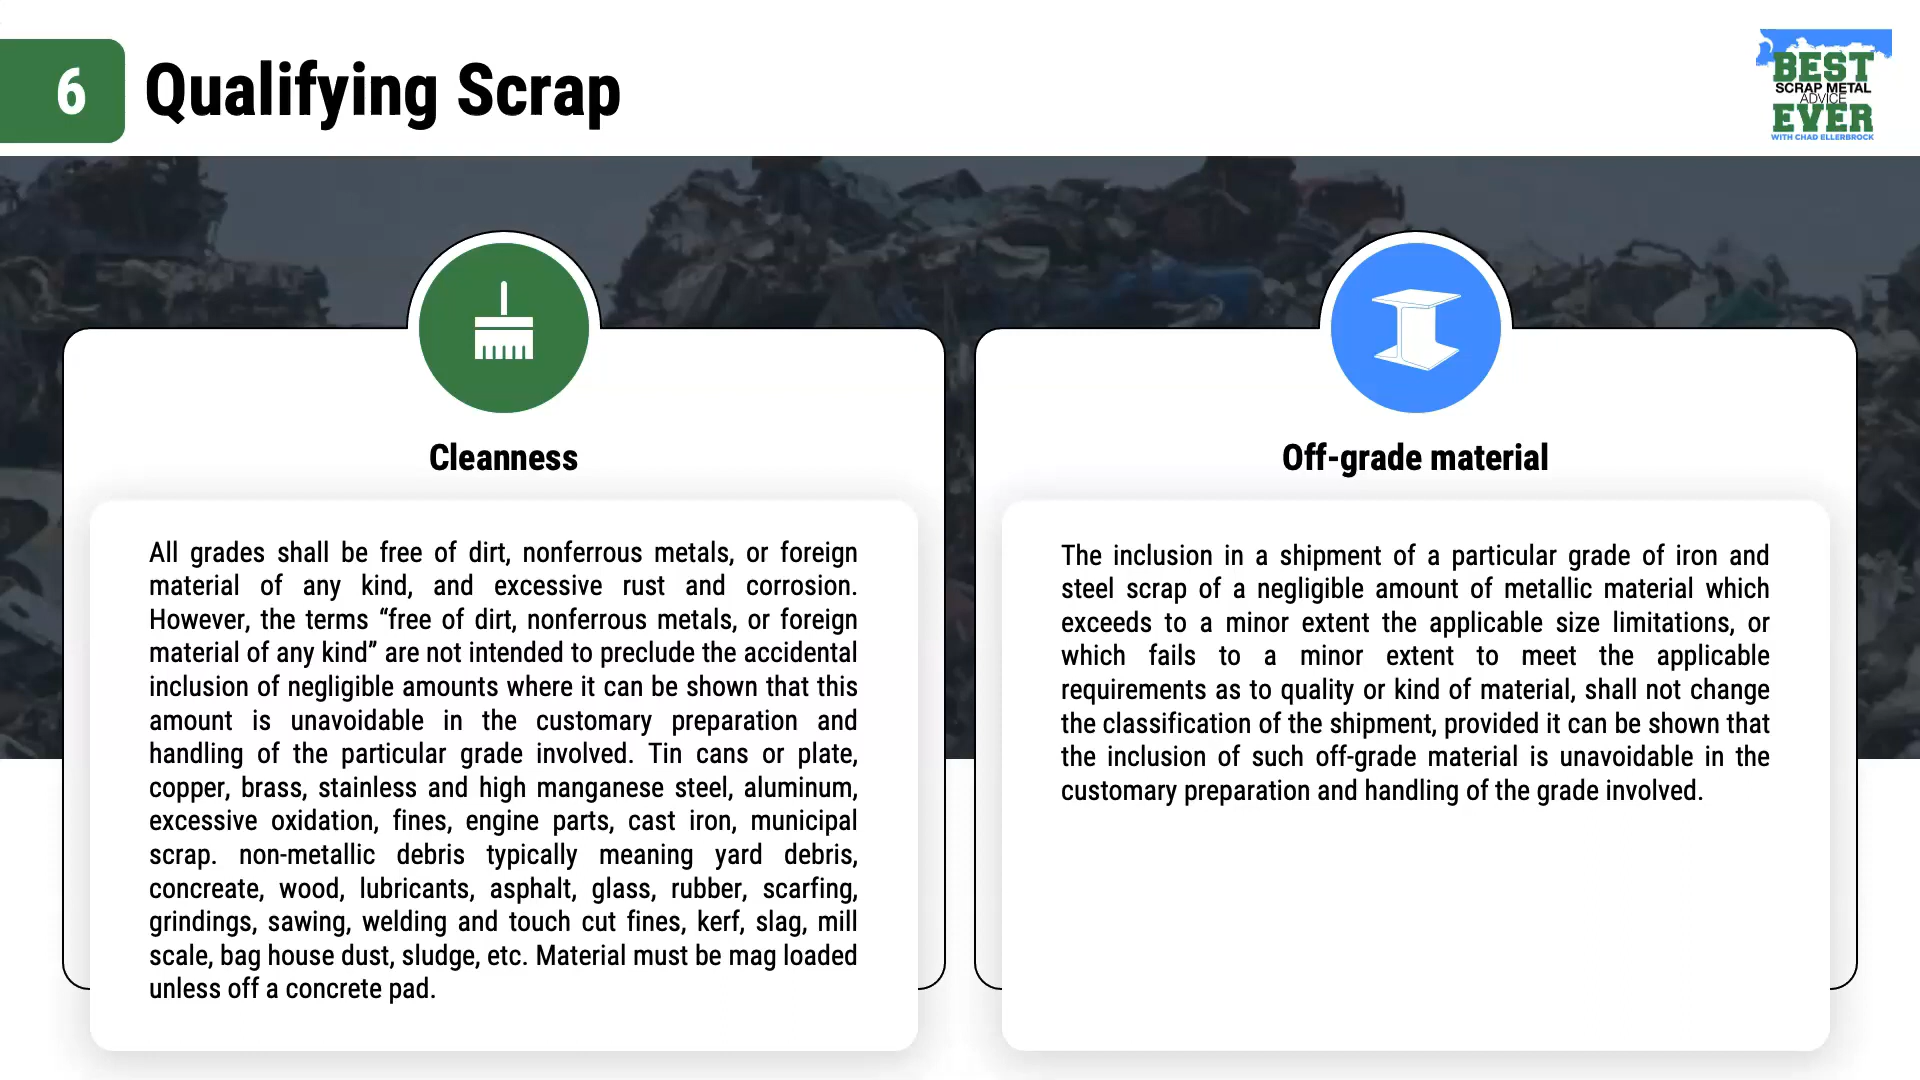 6
Qualifying Scrap
BEST
SCRAP METAL
ADVICE
EVER
WITH CHAD ELLERBROCK
Cleanness
All grades shall be free of dirt, nonferrous metals, or foreign
material of any kind, and excessive rust and corrosion.
However, the terms “free of dirt, nonferrous metals, or foreign
material of any kind” are not intended to preclude the accidental
inclusion of negligible amounts where it can be shown that this
amount is unavoidable in the customary preparation and
handling of the particular grade involved. Tin cans or plate,
copper, brass, stainless and high manganese steel, aluminum,
excessive oxidation, fines, engine parts, cast iron, municipal
scrap. non-metallic debris typically meaning yard debris,
concreate, wood, lubricants, asphalt, glass, rubber, scarfing,
grindings, sawing, welding and touch cut fines, kerf, slag, mill
scale, bag house dust, sludge, etc. Material must be mag loaded
unless off a concrete pad.
Off-grade material
The inclusion in a shipment of a particular grade of iron and
steel scrap of a negligible amount of metallic material which
exceeds to a minor extent the applicable size limitations, or
which fails to a minor extent to meet the applicable
requirements as to quality or kind of material, shall not change
the classification of the shipment, provided it can be shown that
the inclusion of such off-grade material is unavoidable in the
customary preparation and handling of the grade involved.